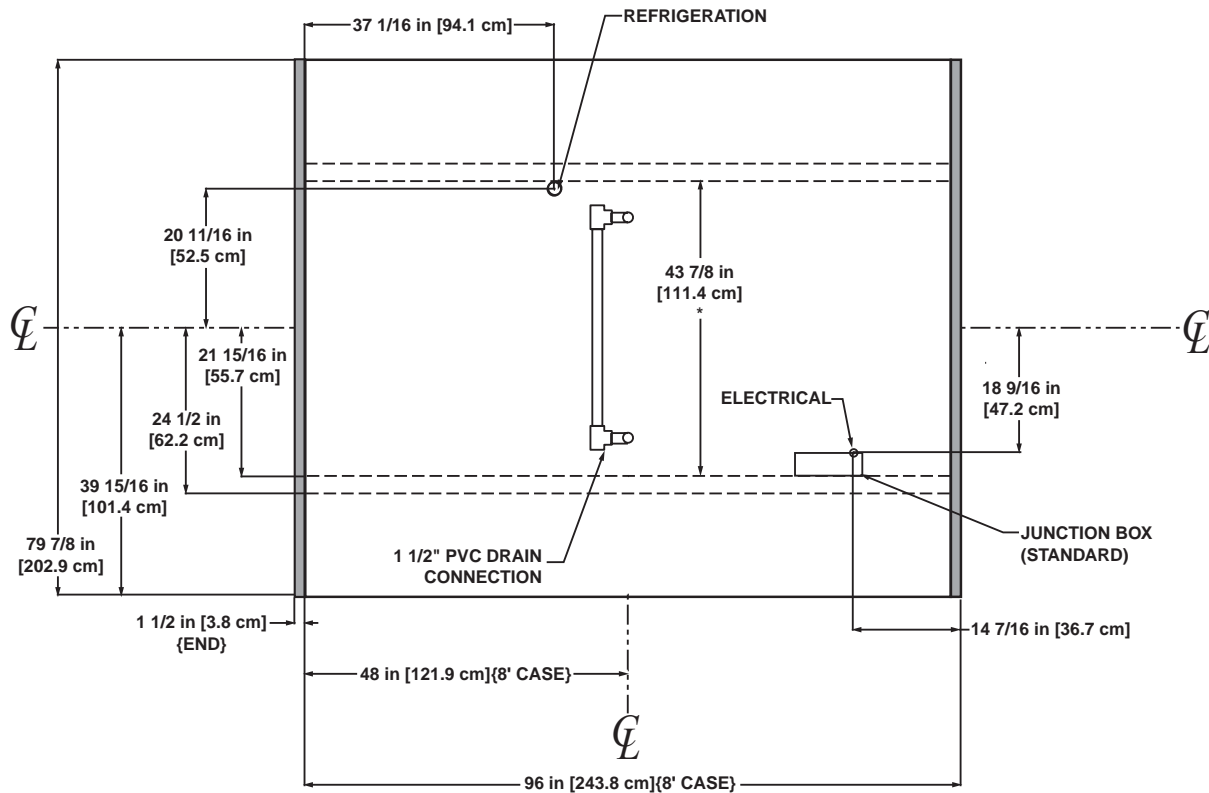 37 1/16 in [94.1 cm]
REFRIGERATION
20 11/16 in
[52.5 cm]
43 7/8 in
[111.4 cm]
*
℄
℄
21 15/16 in
[55.7 cm]
18 9/16 in
[47.2 cm]
ELECTRICAL
24 1/2 in
[62.2 cm]
39 15/16 in
[101.4 cm]
79 7/8 in
[202.9 cm]
1 1/2" PVC DRAIN
CONNECTION
JUNCTION BOX
(STANDARD)
1 1/2 in [3.8 cm]
{END}
14 7/16 in [36.7 cm]
48 in [121.9 cm]{8' CASE}
℄
96 in [243.8 cm]{8' CASE}